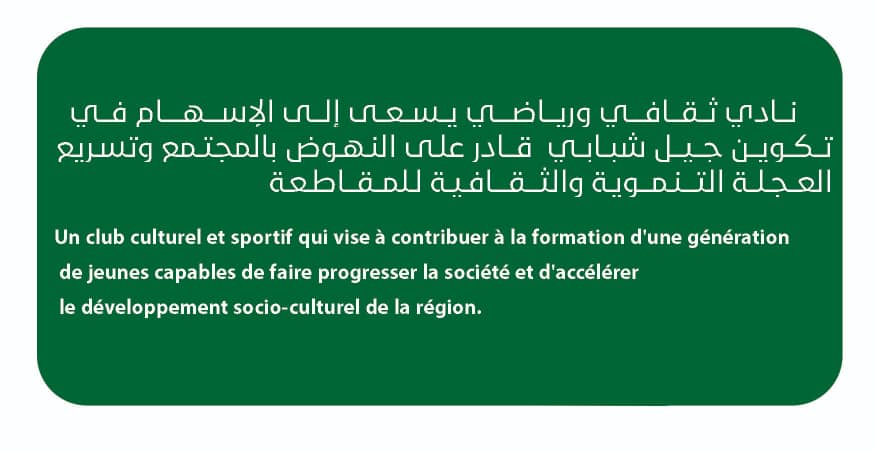 نادي ثقافي ورياضي يسعى إلى الإسهام في
تكوين جيل شبابي قادر على النهوض بالمجتمع وتسريع
العجلة التنموية والثقافية للمقاطعة
Un club culturel et sportif qui vise à contribuer à la formation d'une génération
de jeunes capables de faire progresser la société et d'accélérer
le développement socio-culturel de la région.